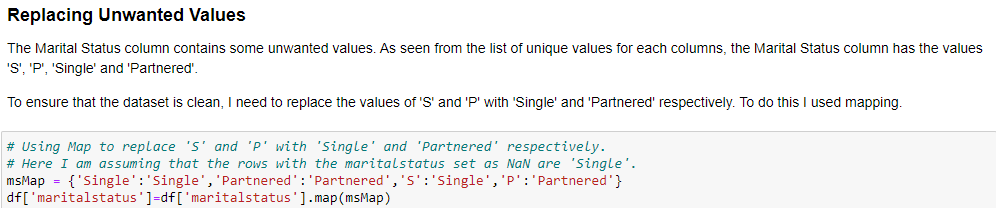 Replacing Unwanted Values
The Marital Status column contains some unwanted values. As seen from the list of unique values for each columns, the Marital Status column has the values
'S', 'P', 'Single' and 'Partnered'.
To ensure that the dataset is clean, I need to replace the values of 'S' and 'P' with 'Single' and 'Partnered' respectively. To do this I used mapping.
# Using Map to replace 'S' and 'P' with 'Single' and 'Partnered' respectively.
# Here I am assuming that the rows with the maritalstatus set as NaN are 'Single'.
msMap = {'Single':'Single','Partnered':'Partnered','S':'Single','P':'Partnered'}
df['maritalstatus']=df['maritalstatus'].map(msMap)